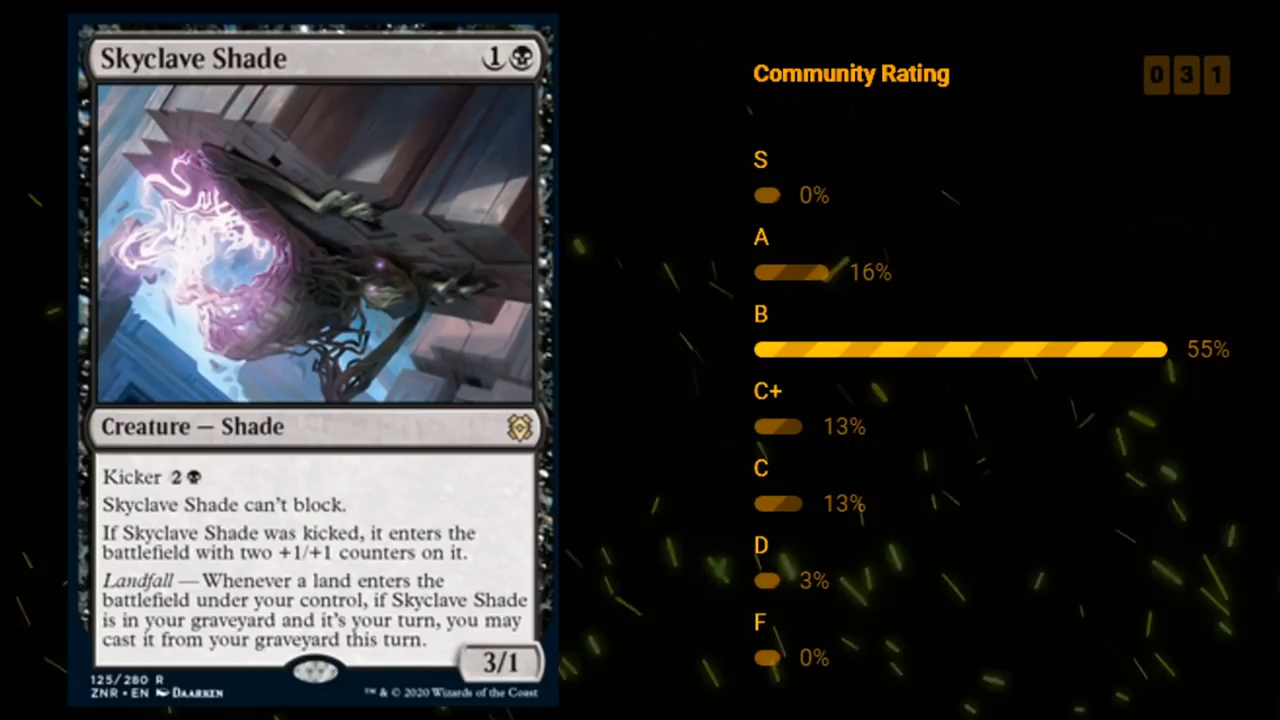 Skyclave Shade 1
Creature — Shade
Kicker 2
Skyclave Shade can't block.
If Skyclave Shade was kicked, it enters the
battlefield with two +1/+1 counters on it.
Landfall — Whenever a land enters the
battlefield under your control, if Skyclave Shade
is in your graveyard and it's your turn, you may
cast it from your graveyard this turn.
3/1
125/280 R
ZNR • EN DAARKEN
™ & © 2020 Wizards of the Coast
Community Rating
031
S
0%
A
16%
B
55%
C+
13%
C
13%
D
3%
F
0%